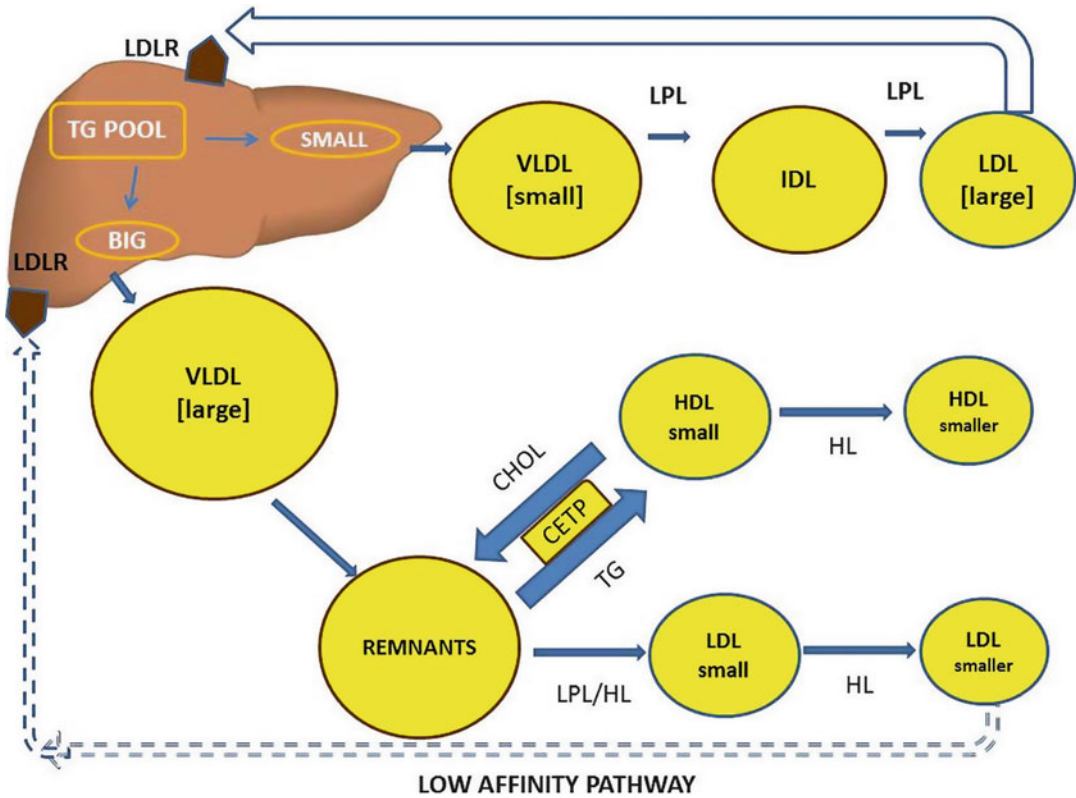 LDLR
TG POOL
SMALL
BIG
LDLR
VLDL
[small]
LPL
IDL
LPL
LDL
[large]
VLDL
[large]
HDL
small
HL
HDL
smaller
CHOL
CETP
TG
REMNANTS
LPL/HL
LDL
small
HL
LDL
smaller
LOW AFFINITY PATHWAY